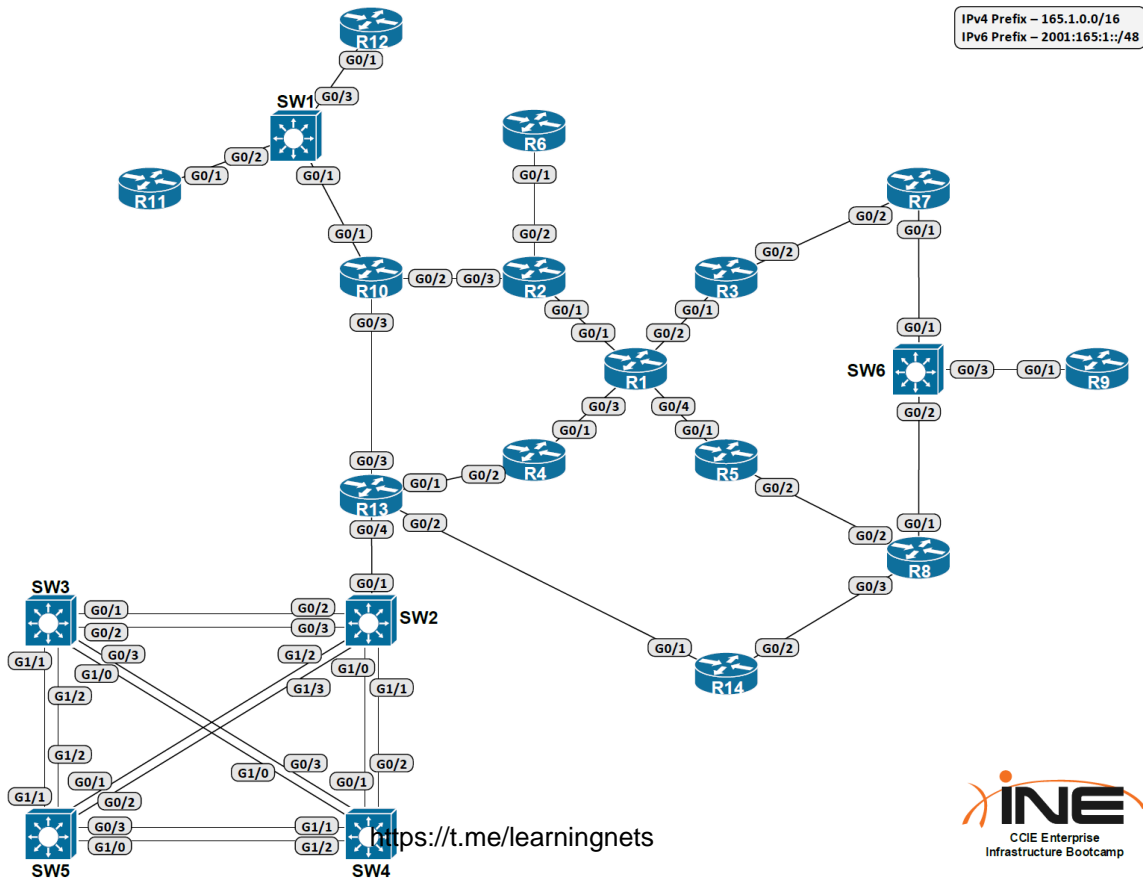 IPv4 Prefix – 165.1.0.0/16
IPv6 Prefix – 2001:165:1::/48
R12
G0/1
G0/3
SW1
G0/2
G0/1
R11
G0/1
G0/1
R10
G0/2
G0/3
G0/3
R6
G0/1
G0/2
R2
G0/1
G0/1
R7
G0/2
G0/1
G0/2
R3
G0/1
G0/2
R1
G0/3
G0/4
G0/1
SW6
G0/3
G0/1
R9
G0/2
G0/1
R4
G0/2
G0/1
R5
G0/2
G0/1
G0/2
R8
G0/3
G0/3
R13
G0/1
G0/2
G0/4
G0/1
SW2
G0/2
G0/3
G1/2
G1/3
G1/0
G1/1
SW3
G0/1
G0/2
G0/3
G1/0
G1/1
G1/2
G0/1
G0/2
R14
G1/2
G1/1
G0/1
G0/2
G0/3
G1/0
SW5
G1/0
G0/3
G0/1
G0/2
G1/1
G1/2
SW4
https://t.me/learningnets
iNE
CCIE Enterprise
Infrastructure Bootcamp